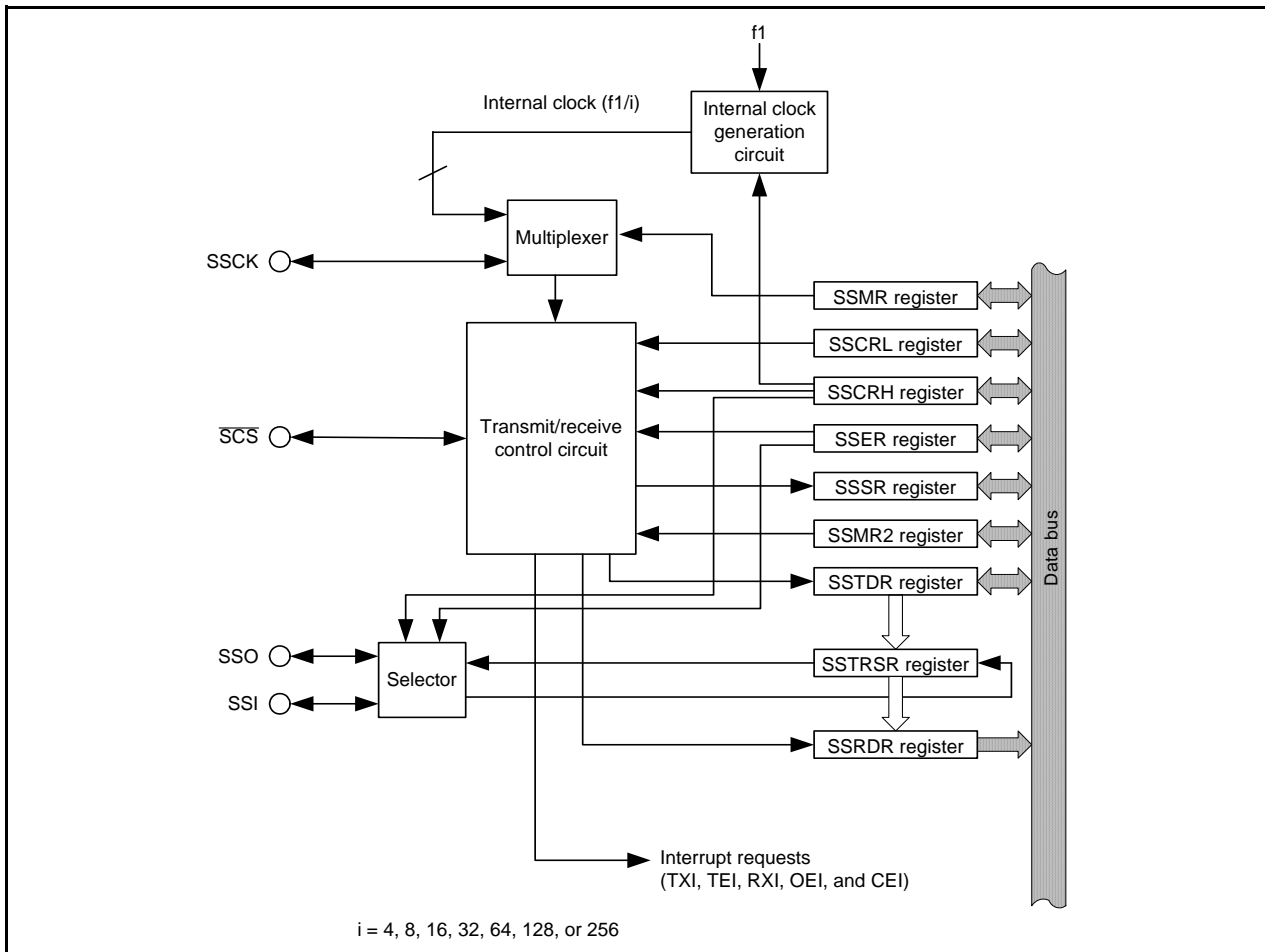 f1
Internal clock (f1/i)
Internal clock
generation
circuit
Multiplexer
SSCK
SSMR register
SSCRL register
SSCRH register
SCS
Transmit/receive
control circuit
SSER register
SSSR register
SSMR2 register
Data bus
SSTDR register
SSO
SSTRSR register
Selector
SSI
SSRDR register
Interrupt requests
(TXI, TEI, RXI, OEI, and CEI)
i = 4, 8, 16, 32, 64, 128, or 256